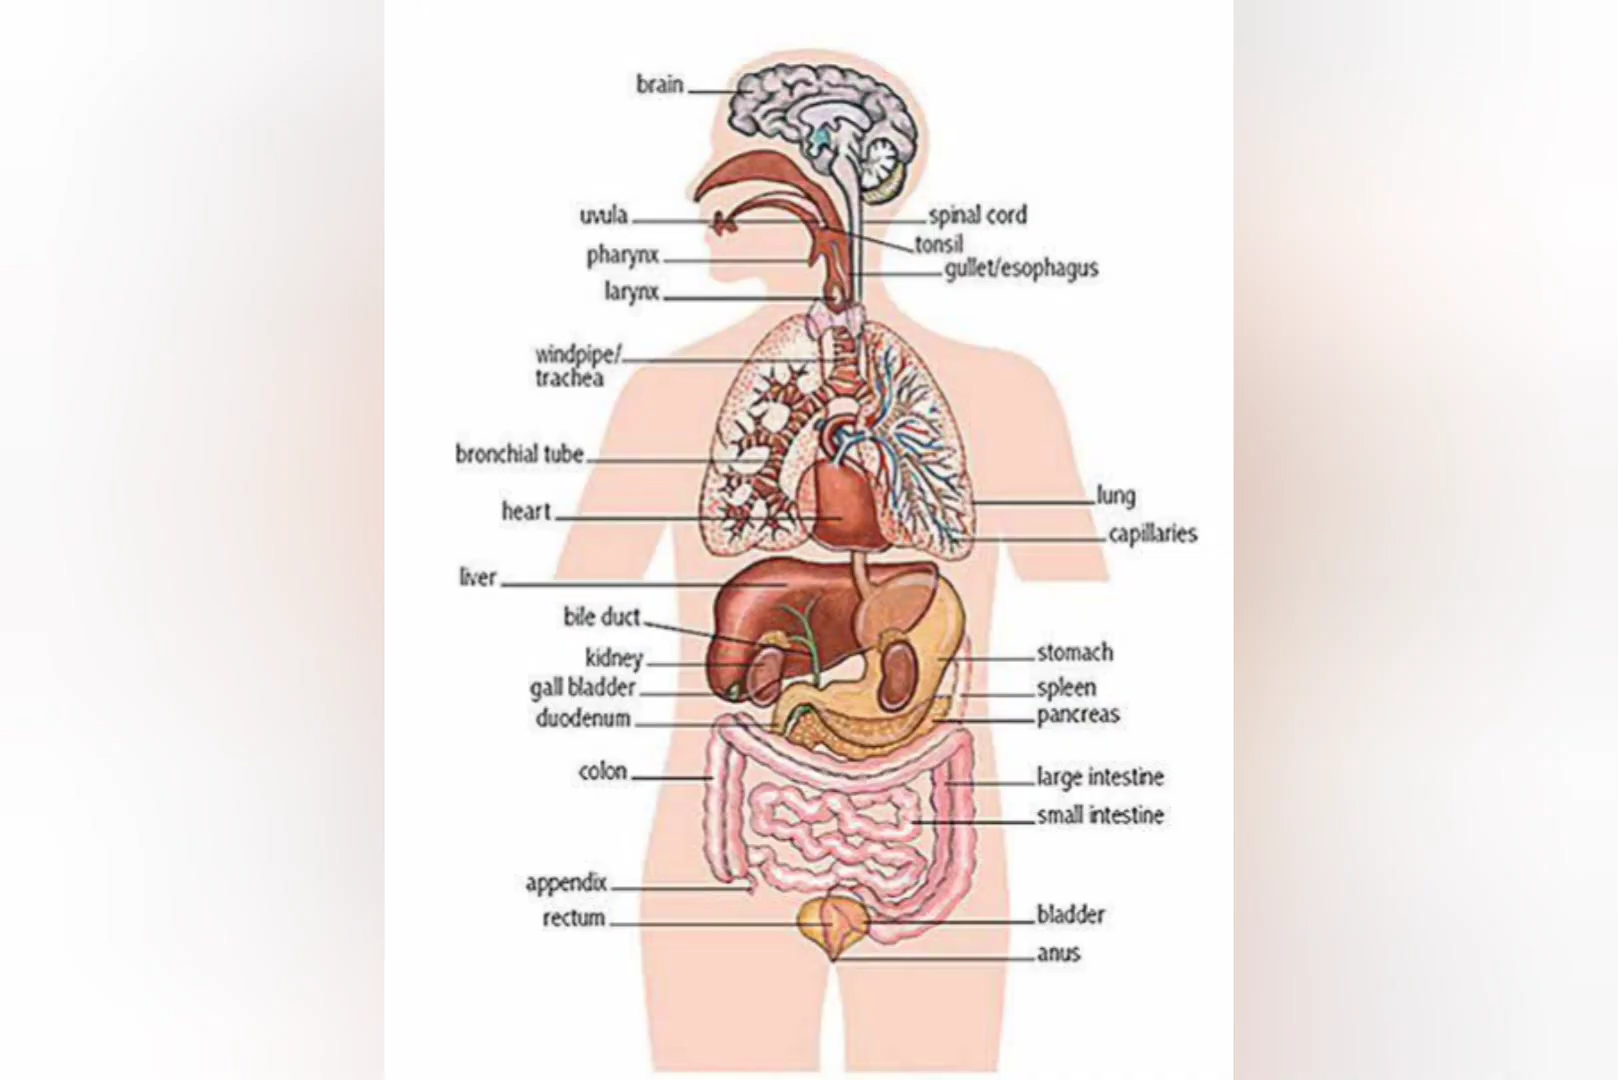 brain
uvula
pharynx
larynx
windpipe/
trachea
bronchial tube
heart
liver
bile duct
kidney
gall bladder
duodenum
colon
appendix
rectum
spinal cord
tonsil
gullet/esophagus
lung
capillaries
stomach
spleen
pancreas
large intestine
small intestine
bladder
anus